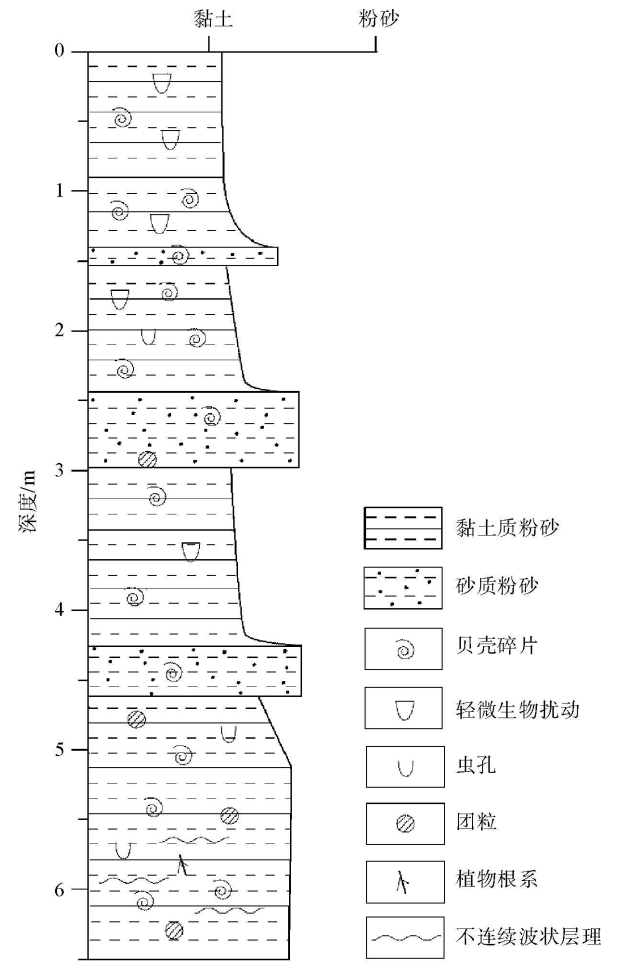 黏土 粉砂
0
1
2
3
4
5
6
深度/m
黏土质粉砂
砂质粉砂
贝壳碎片
轻微生物扰动
虫孔
团粒
植物根系
不连续波状层理